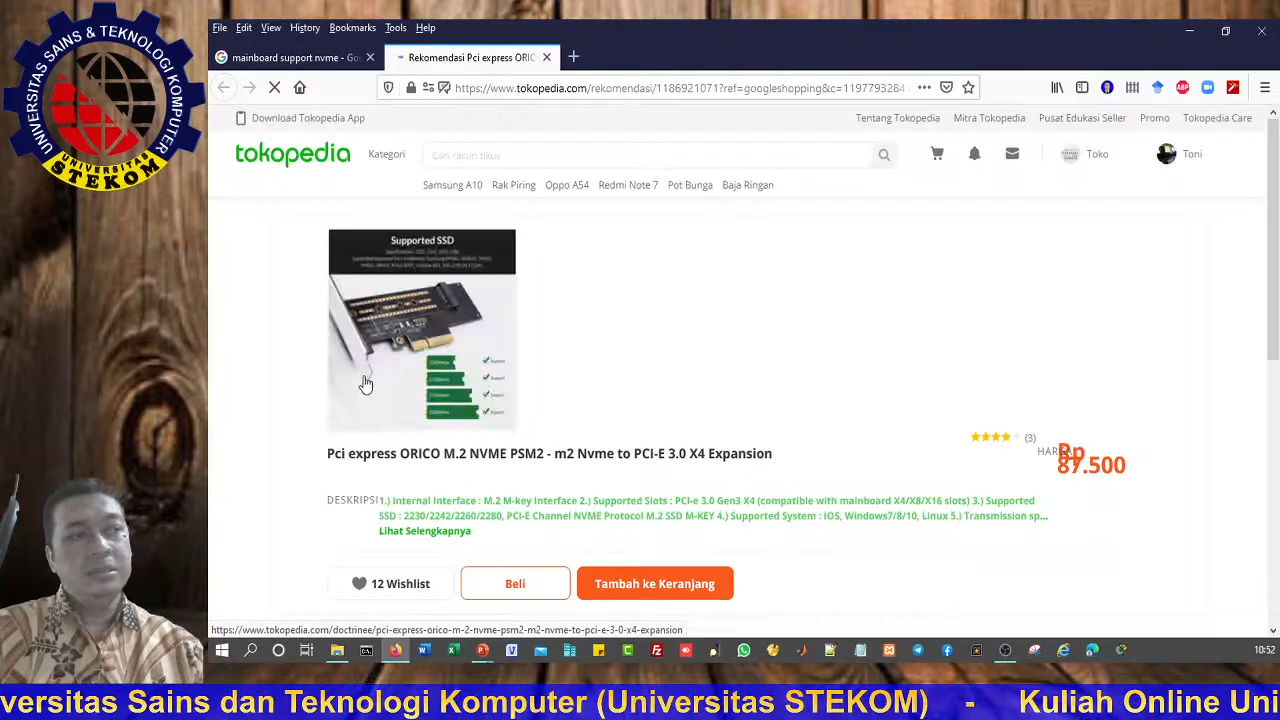 UNIVERSITAS SAINS & TEKNOLOGI KOMPUTER
UNIVERSITAS
STEKOM
File Edit View History Bookmarks Tools Help
mainboard support nvme - Go
Rekomendasi Pci express ORIC
https://www.tokopedia.com/rekomendasi/1186921071?ref=googleshopping&c=1197793284
ABP
Download Tokopedia App
Tentang Tokopedia Mitra Tokopedia Pusat Edukasi Seller Promo Tokopedia Care
tokopedia
Kategori
Toko
Toni
Samsung A10 Rak Piring Oppo A54 Redmi Note 7 Pot Bunga Baja Ringan
Supported SSD
(3)
Rp
87.500
Pci express ORICO M.2 NVME PSM2 - m2 Nvme to PCI-E 3.0 X4 Expansion
DESKRIPSI
1.) Internal Interface : M.2 M-key Interface 2.) Supported Slots : PCI-e 3.0 Gen3 X4 (compatible with mainboard X4/X8/X16 slots) 3.) Supported
SSD : 2230/2242/2260/2280, PCi-E Channel NVME Protocol M.2 SSD M-KEY 4.) Supported System : IOS, Windows7/8/10, Linux 5.) Transmission sp...
Lihat Selengkapnya
12 Wishlist
Beli
Tambah ke Keranjang
https://www.tokopedia.com/doctrinee/pci-express-orico-m-2-nvme-psm2-m2-nvme-to-pci-e-3-0-x4-expansion
10:52
versitas Sains dan Teknologi Komputer (Universitas STEKOM) - Kuliah Online Uni